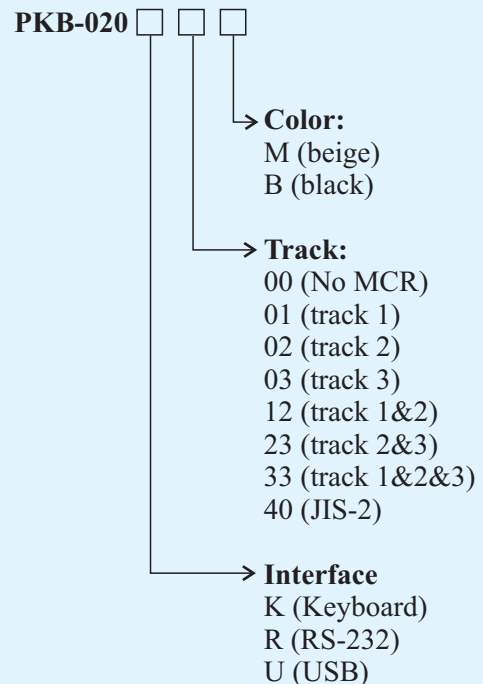 PKB-020 □ □ □
Color:
M (beige)
B (black)
Track:
00 (No MCR)
01 (track 1)
02 (track 2)
03 (track 3)
12 (track 1&2)
23 (track 2&3)
33 (track 1&2&3)
40 (JIS-2)
Interface
K (Keyboard)
R (RS-232)
U (USB)